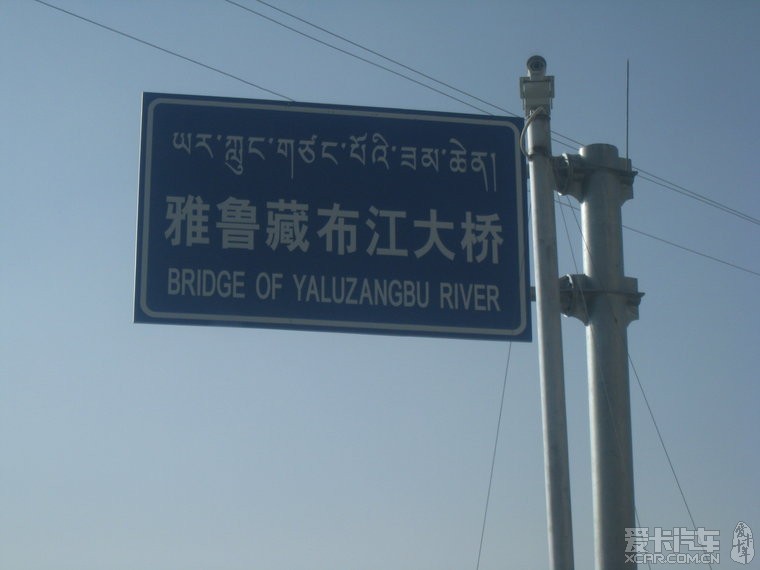 ཡར་ཀླུང་གཙང་པོའི་ཟམ་ཆེན།
雅鲁藏布江大桥
BRIDGE OF YALUZANGBU RIVER
爱卡汽车
XCAR.COM.CN